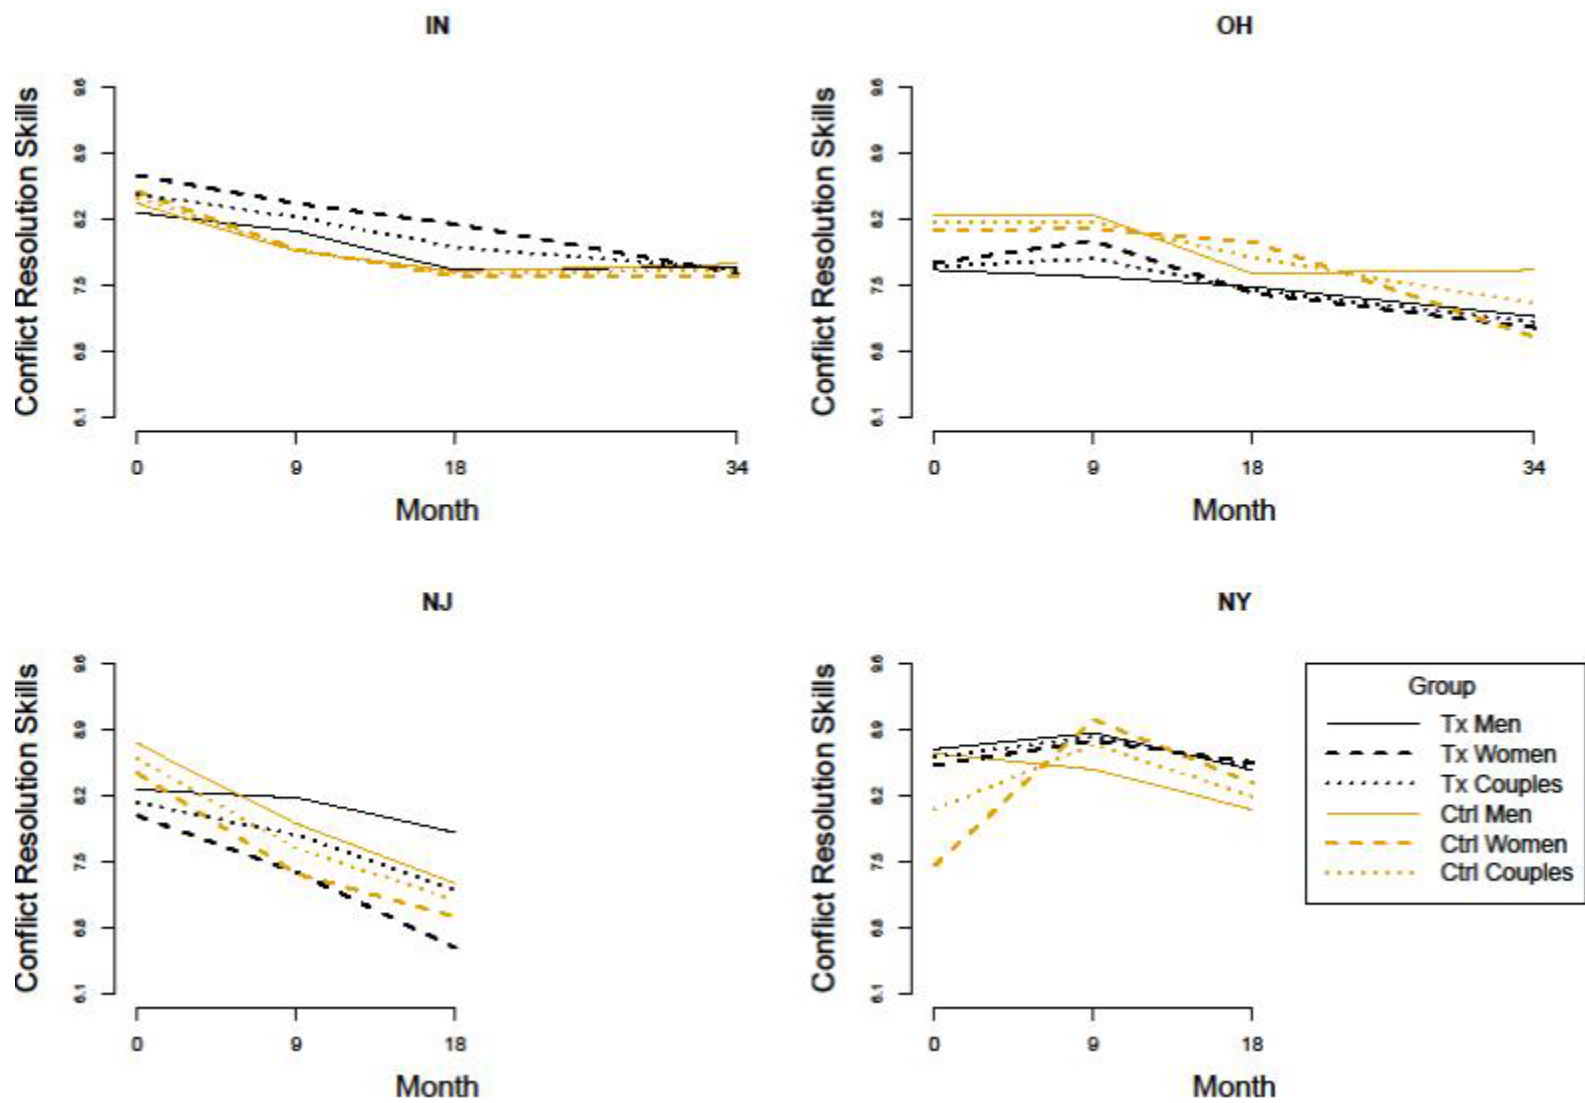 IN
Conflict Resolution Skills
9.6
8.9
8.2
7.5
6.8
6.1
0 9 18 34
Month
OH
Conflict Resolution Skills
9.6
8.9
8.2
7.5
6.8
6.1
0 9 18 34
Month
NJ
Conflict Resolution Skills
9.6
8.9
8.2
7.5
6.8
6.1
0 9 18
Month
NY
Conflict Resolution Skills
9.6
8.9
8.2
7.5
6.8
6.1
0 9 18
Month
Group
Tx Men
Tx Women
Tx Couples
Ctrl Men
Ctrl Women
Ctrl Couples